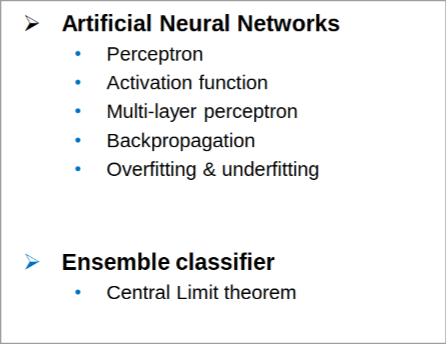 Artificial Neural Networks
Perceptron
Activation function
Multi-layer perceptron
Backpropagation
Overfitting & underfitting
Ensemble classifier
Central Limit theorem